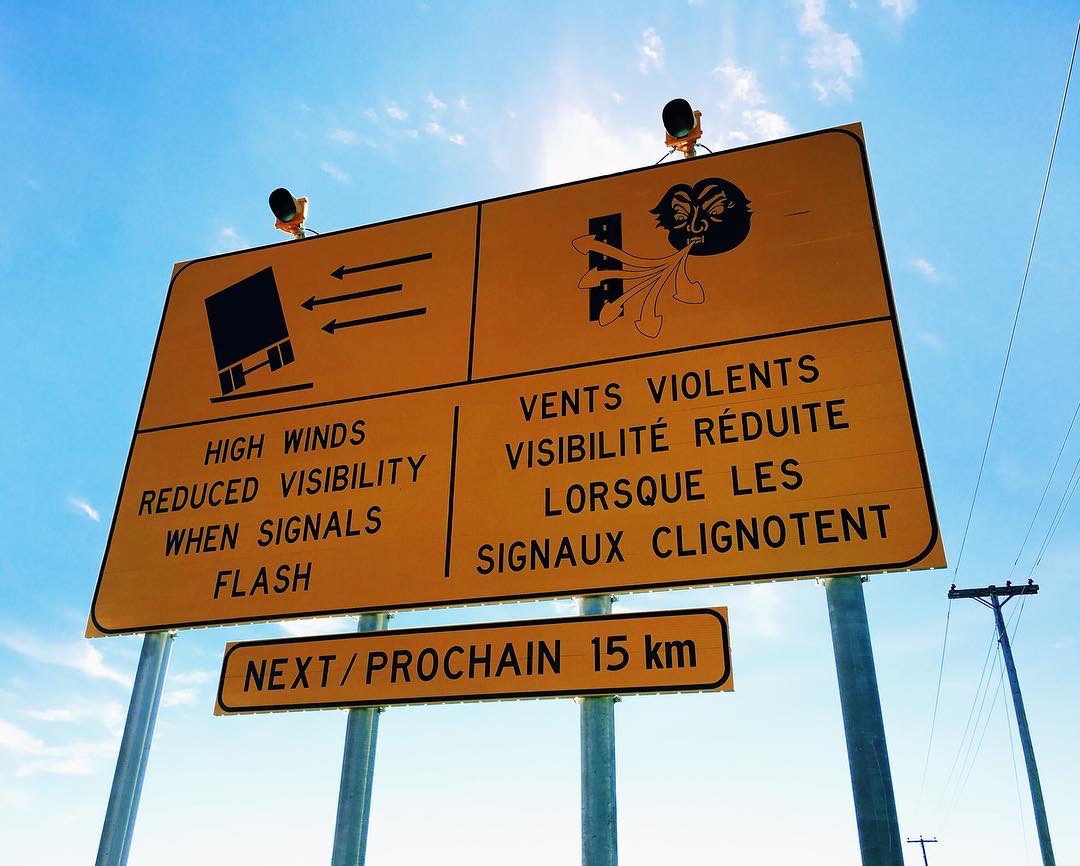 HIGH WINDS
REDUCED VISIBILITY
WHEN SIGNALS
FLASH
VENTS VIOLENTS
VISIBILITÉ RÉDUITE
LORSQUE LES
SIGNAUX CLIGNOTENT
NEXT/PROCHAIN 15 km